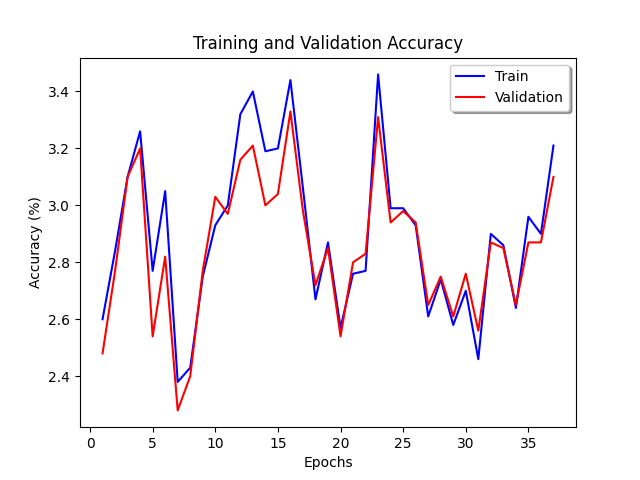 Training and Validation Accuracy
Train
Validation
3.4
3.2
3.0
2.8
2.6
2.4
Accuracy (%)
0 5 10 15 20 25 30 35
Epochs